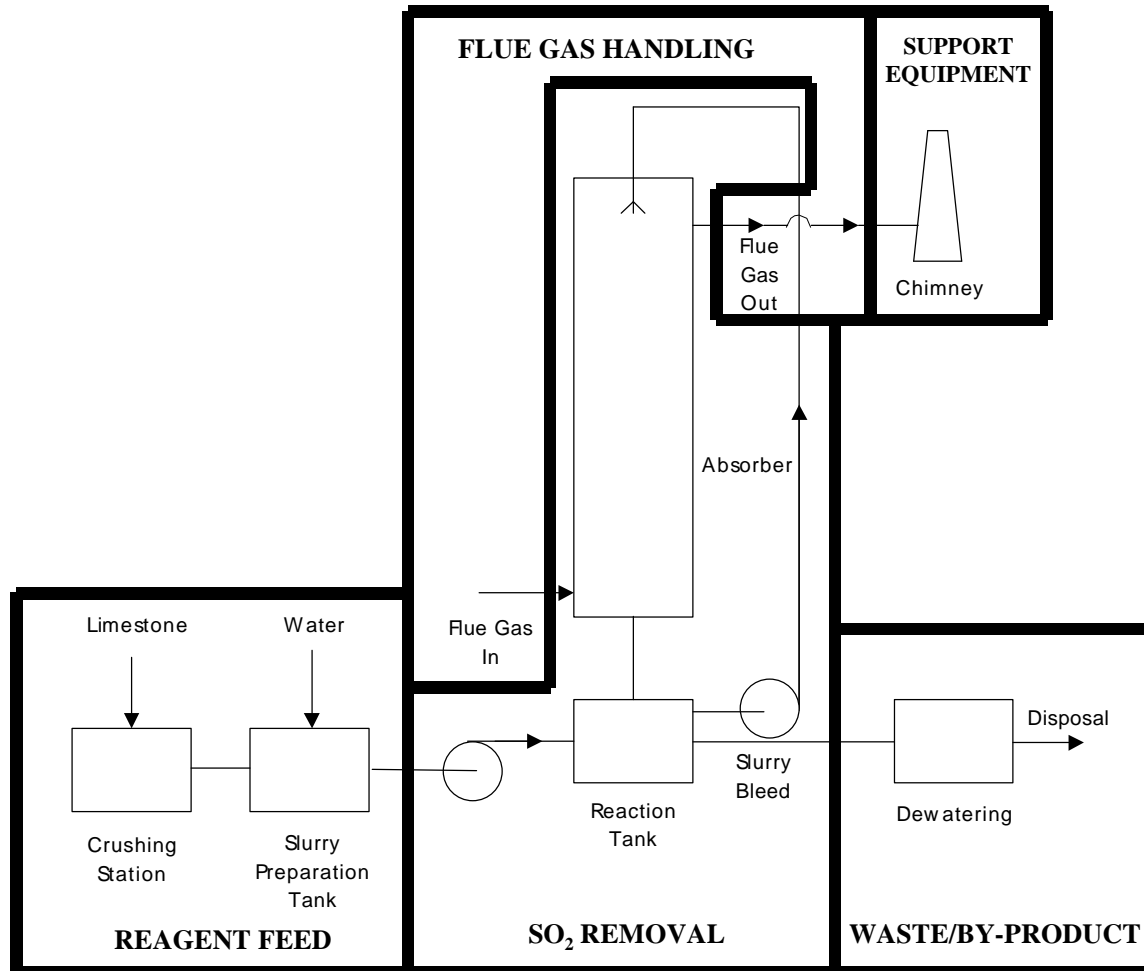 FLUE GAS HANDLING
SUPPORT
EQUIPMENT
Flue
Gas
Out
Chimney
Absorber
Limestone
Water
Flue Gas
In
Disposal
Slurry
Bleed
Reaction
Tank
Dewatering
Crushing
Station
Slurry
Preparation
Tank
REAGENT FEED
SO₂ REMOVAL
WASTE/BY-PRODUCT